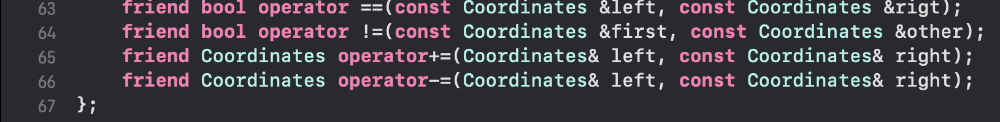 63 friend bool operator ==(const Coordinates &left, const Coordinates &rigt);
64 friend bool operator !=(const Coordinates &first, const Coordinates &other);
65 friend Coordinates operator+=(Coordinates& left, const Coordinates& right);
66 friend Coordinates operator-=(Coordinates& left, const Coordinates& right);
67 };